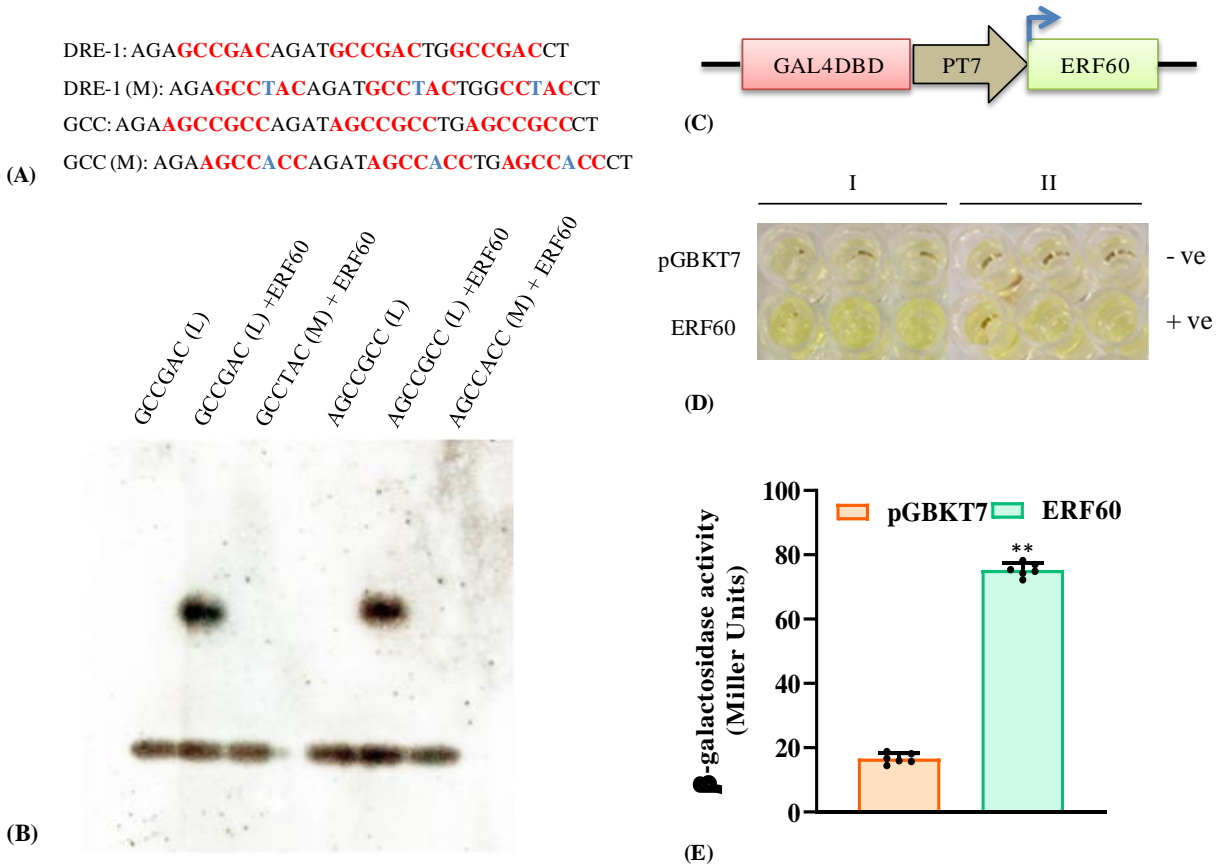 DRE-1: AGAGCCGACAGATGCCGACTGGCCGACCT
DRE-1 (M): AGAGCCTACAGATGCCTACTGGCCTACCT
GCC: AGAAGCCGCCAGATAGCCGCCTGAGCCGCCCT
GCC (M): AGAAGCCACCAGATAGCCACCTGAGCCACCCT
(A)
GCCGAC (L)
GCCGAC (L) +ERF60
GCCTAC (M) + ERF60
AGCCGCC (L)
AGCCGCC (L) +ERF60
AGCCACC (M) + ERF60
(B)
GAL4DBD PT7 ERF60
(C)
I II
pGBKT7 - ve
ERF60 + ve
(D)
β-galactosidase activity
(Miller Units)
100
80
60
40
20
0
pGBKT7 ERF60
**
(E)